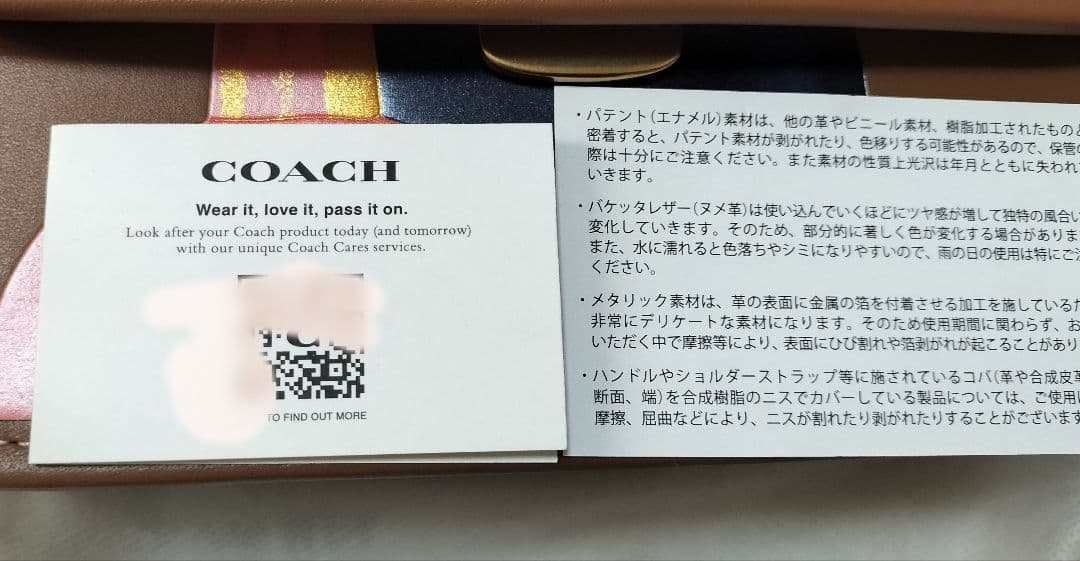 COACH
Wear it, love it, pass it on.
Look after your Coach product today (and tomorrow)
with our unique Coach Cares services.
TO FIND OUT MORE
・パテント(エナメル)素材は、他の革やビニール素材、樹脂加工されたものと
密着すると、パテント素材が剥がれたり、色移りする可能性があるので、保管の
際は十分にご注意ください。また素材の性質上光沢は年月とともに失われて
いきます。
・バケッタレザー(ヌメ革)は使い込んでいくほどにツヤ感が増して独特の風合い
変化していきます。そのため、部分的に著しく色が変化する場合がありま
また、水に濡れると色落ちやシミになりやすいので、雨の日の使用は特にご注
ください。
・メタリック素材は、革の表面に金属の箔を付着させる加工を施している
非常にデリケートな素材になります。そのため使用期間に関わらず、お
いただく中で摩擦等により、表面にひび割れや箔剥がれが起こることがあり
・ハンドルやショルダーストラップ等に施されているコバ(革や合成皮革
断面、端)を合成樹脂のニスでカバーしている製品については、ご使用
摩擦、屈曲などにより、ニスが割れたり剥がれたりすることがございます